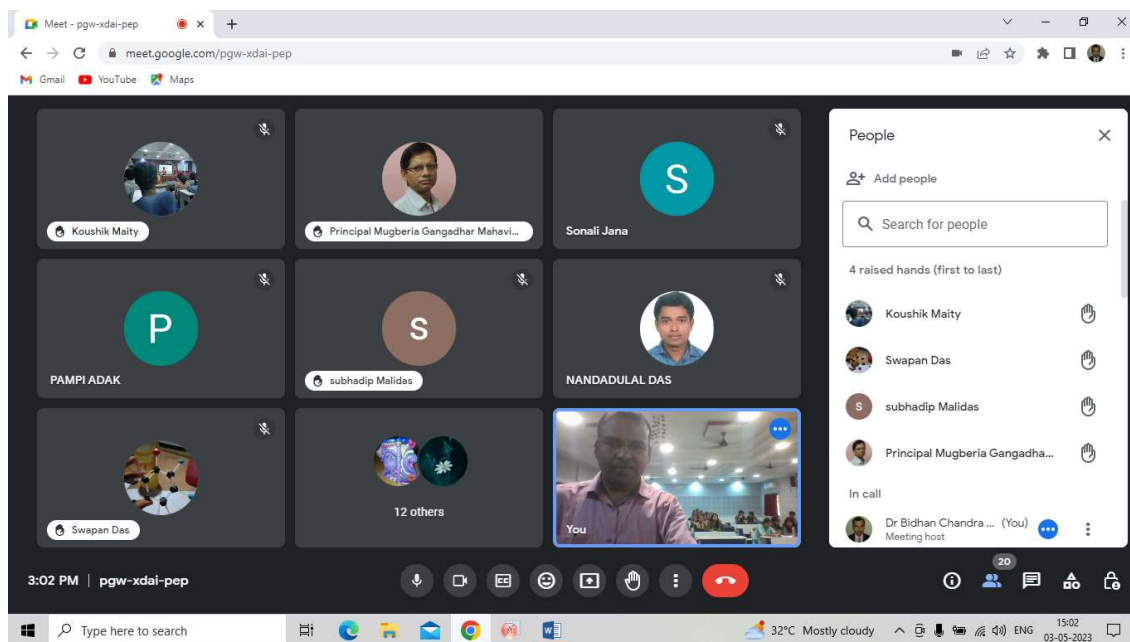 Meet - pgw-xdai-pep
meet.google.com/pgw-xdai-pep
Gmail YouTube Maps
Koushik Maity
Principal Mugberia Gangadhar Mahavi...
Sonali Jana
S
P
PAMPI ADAK
S
subhadip Malidas
NANDADULAL DAS
Swapan Das
12 others
You
People
Add people
Search for people
4 raised hands (first to last)
Koushik Maity
Swapan Das
S subhadip Malidas
Principal Mugberia Gangadha...
In call
Dr Bidhan Chandra ... (You)
Meeting host
3:02 PM | pgw-xdai-pep
CC
20
Type here to search
32°C Mostly cloudy
ENG
15:02
03-05-2023